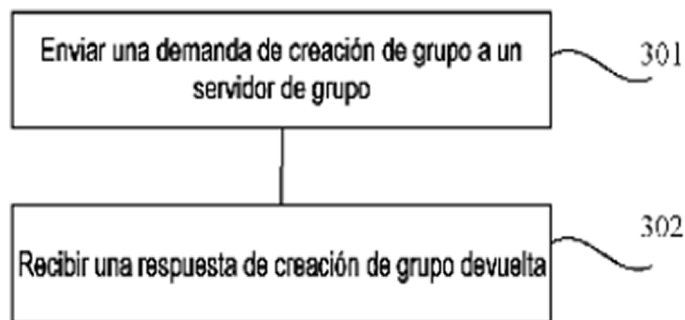 Enviar una demanda de creación de grupo a un
servidor de grupo
301
Recibir una respuesta de creación de grupo devuelta
302